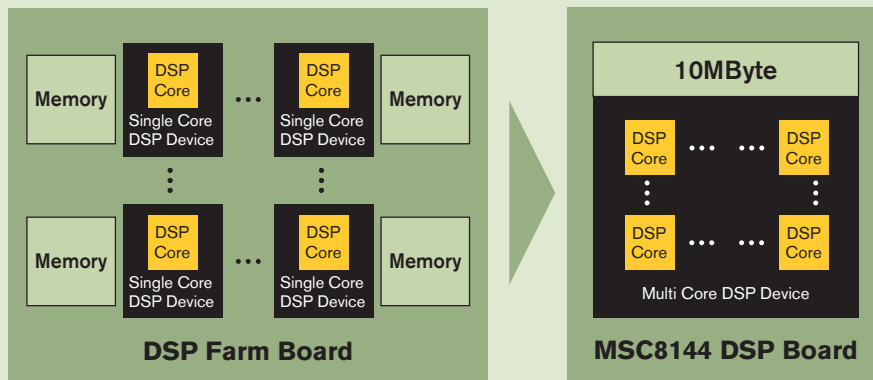 Memory
DSP
Core
Single Core
DSP Device
DSP
Core
Single Core
DSP Device
Memory
Memory
DSP
Core
Single Core
DSP Device
DSP
Core
Single Core
DSP Device
Memory
DSP Farm Board
10MByte
DSP
Core
DSP
Core
DSP
Core
DSP
Core
Multi Core DSP Device
MSC8144 DSP Board